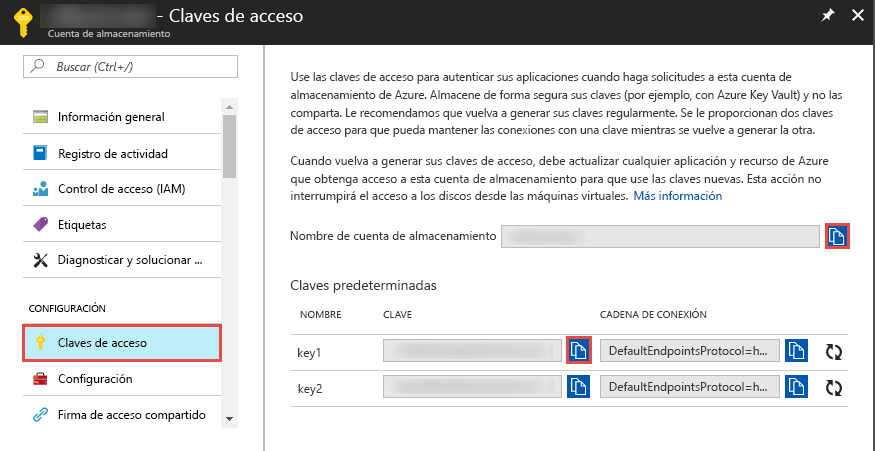 - Claves de acceso
Cuenta de almacenamiento
Buscar (Ctrl+/)
Información general
Registro de actividad
Control de acceso (IAM)
Etiquetas
Diagnosticar y solucionar ...
CONFIGURACIÓN
Claves de acceso
Configuración
Firma de acceso compartido
Use las claves de acceso para autenticar sus aplicaciones cuando haga solicitudes a esta cuenta de
almacenamiento de Azure. Almacene de forma segura sus claves (por ejemplo, con Azure Key Vault) y no las
comparta. Le recomendamos que vuelva a generar sus claves regularmente. Se le proporcionan dos claves
de acceso para que pueda mantener las conexiones con una clave mientras se vuelve a generar la otra.
Cuando vuelva a generar sus claves de acceso, debe actualizar cualquier aplicación y recurso de Azure
que obtenga acceso a esta cuenta de almacenamiento para que use las claves nuevas. Esta acción no
interrumpirá el acceso a los discos desde las máquinas virtuales. Más información
Nombre de cuenta de almacenamiento
Claves predeterminadas
NOMBRE CLAVE CADENA DE CONEXIÓN
key1 DefaultEndpointsProtocol=h...
key2 DefaultEndpointsProtocol=h...